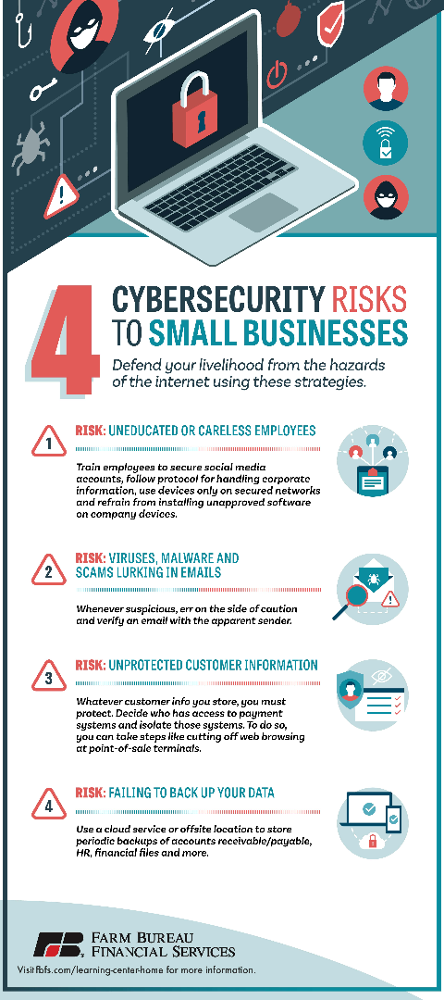 4
CYBERSECURITY RISKS
TO SMALL BUSINESSES
Defend your livelihood from the hazards
of the internet using these strategies.
1
RISK: UNEDUCATED OR CARELESS EMPLOYEES
Train employees to secure social media
accounts, follow protocol for handling corporate
information, use devices only on secured networks
and refrain from installing unapproved software
on company devices.
2
RISK: VIRUSES, MALWARE AND
SCAMS LURKING IN EMAILS
Whenever suspicious, err on the side of caution
and verify an email with the apparent sender.
3
RISK: UNPROTECTED CUSTOMER INFORMATION
Whatever customer info you store, you must
protect. Decide who has access to payment
systems and isolate those systems. To do so,
you can take steps like cutting off web browsing
at point-of-sale terminals.
4
RISK: FAILING TO BACK UP YOUR DATA
Use a cloud service or offsite location to store
periodic backups of accounts receivable/payable,
HR, financial files and more.
FB
FARM BUREAU
FINANCIAL SERVICES
Visit fbfs.com/learning-center-home for more information.